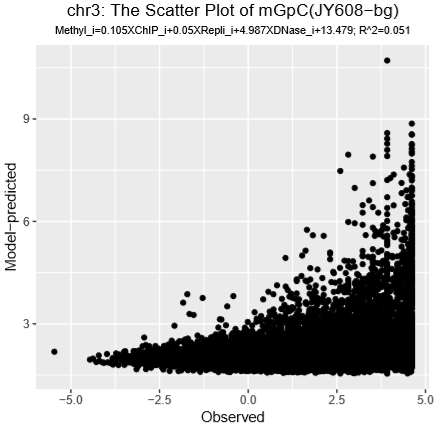 chr3: The Scatter Plot of mGpC(JY608−bg)
Methyl_i=0.105XChIP_i+0.05XRepli_i+4.987XDNase_i+13.479; R^2=0.051
Model−predicted
9
6
3
−5.0 −2.5 0.0 2.5 5.0
Observed